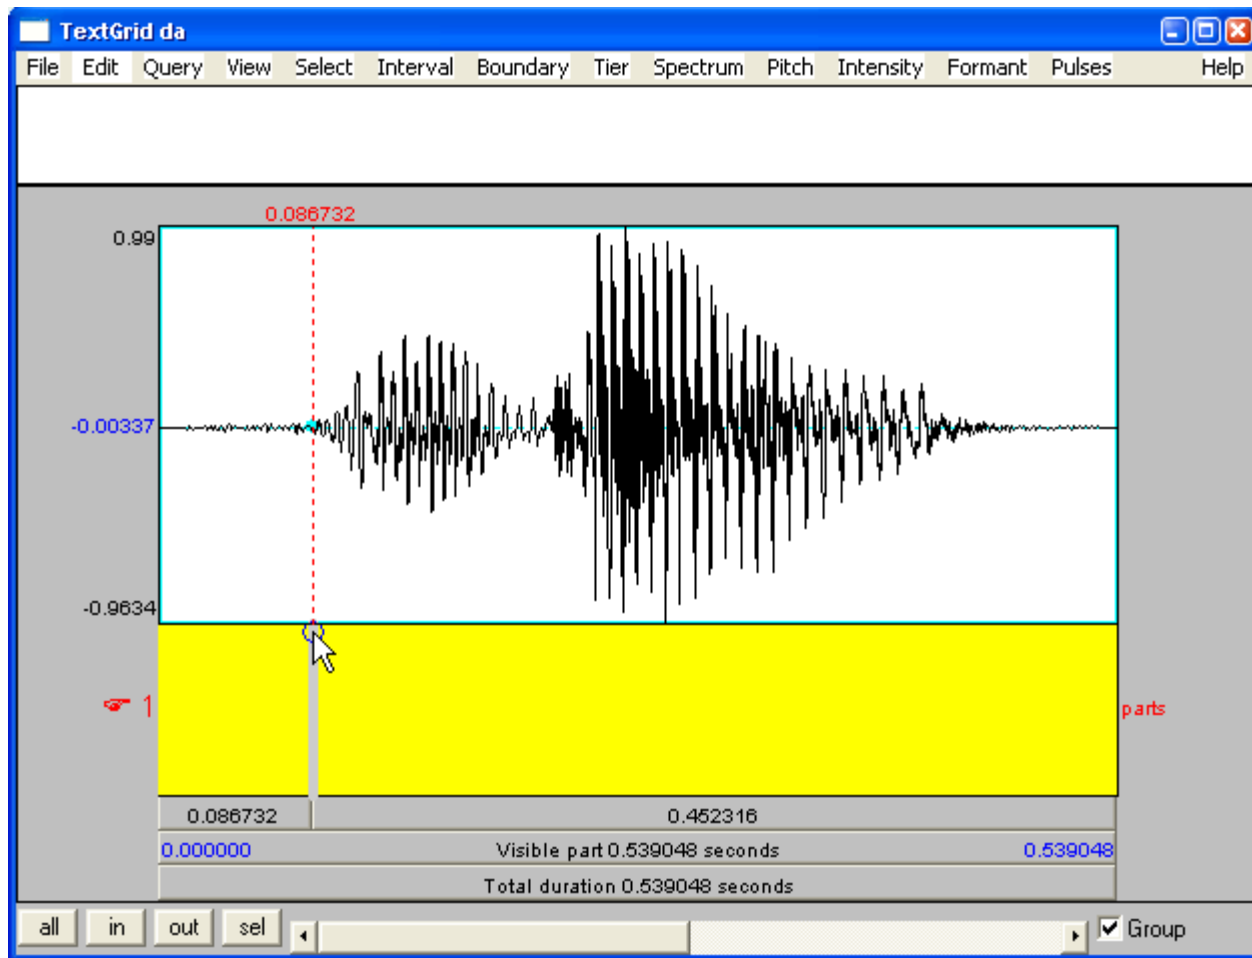 TextGrid da
File Edit Query View Select Interval Boundary Tier Spectrum Pitch Intensity Formant Pulses Help
0.086732
0.99
-0.00337
-0.9634
1
parts
0.086732 0.452316
0.000000 Visible part 0.539048 seconds 0.539048
Total duration 0.539048 seconds
all in out sel Group